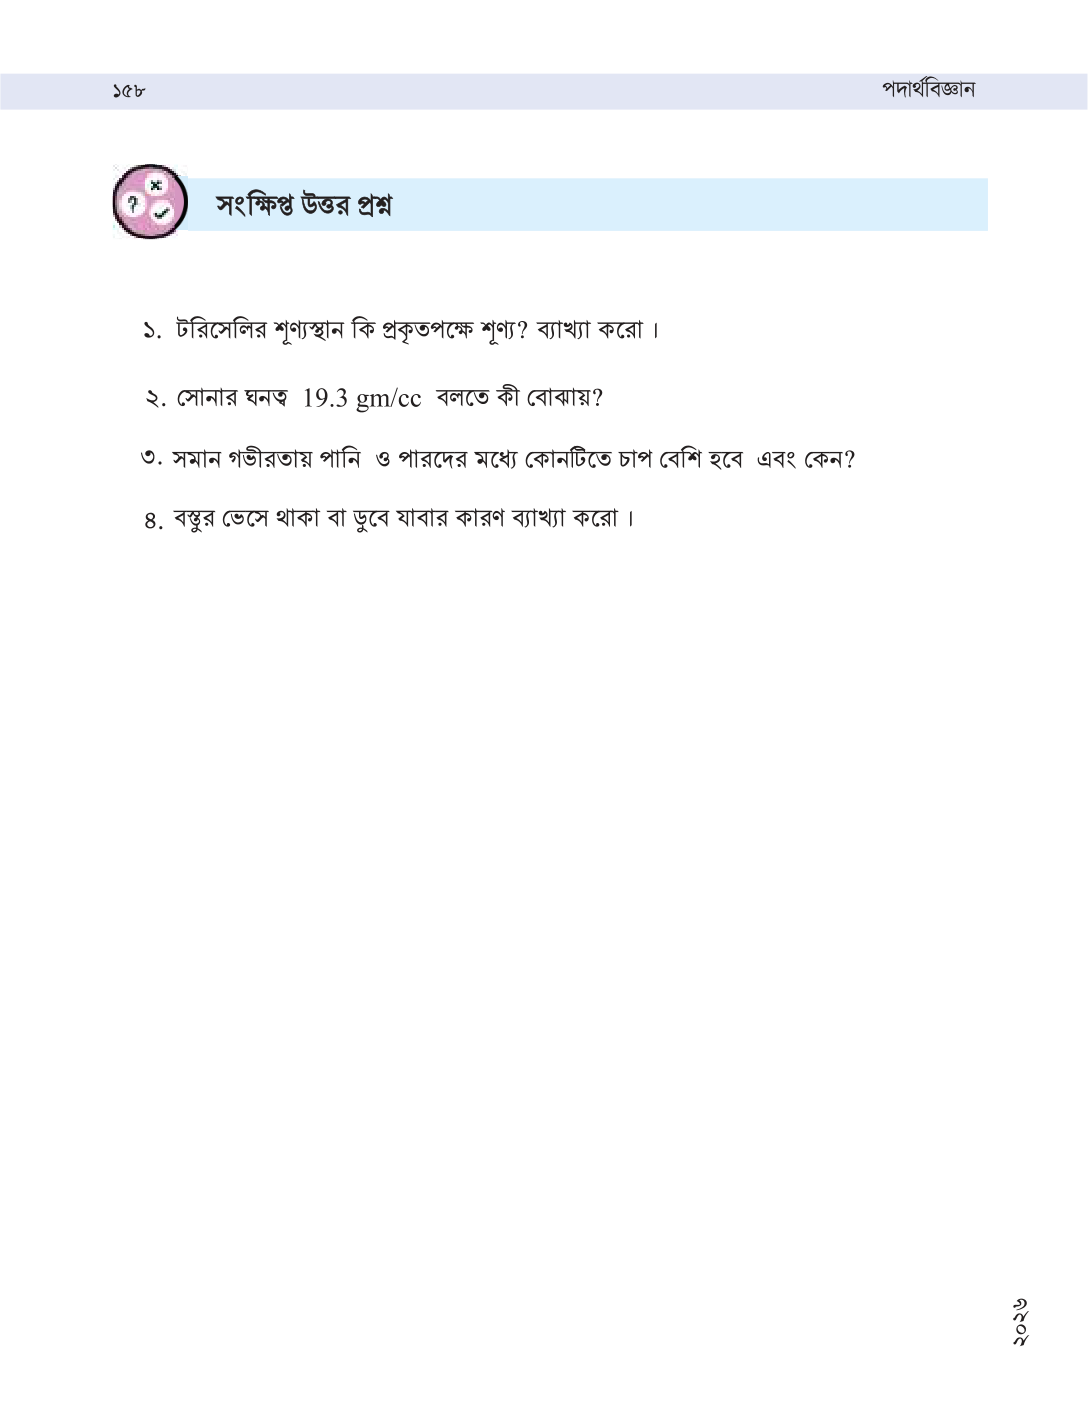 ১৫৮ পদার্থবিজ্ঞান
সংক্ষিপ্ত উত্তর প্রশ্ন
১. টরিসেলির শূণ্যস্থান কি প্রকৃতপক্ষে শূণ্য? ব্যাখ্যা করো।
২. সোনার ঘনত্ব 19.3 gm/cc বলতে কী বোঝায়?
৩. সমান গভীরতায় পানি ও পারদের মধ্যে কোনটিতে চাপ বেশি হবে এবং কেন?
৪. বস্তুর ভেসে থাকা বা ডুবে যাবার কারণ ব্যাখ্যা করো।
২০২৬